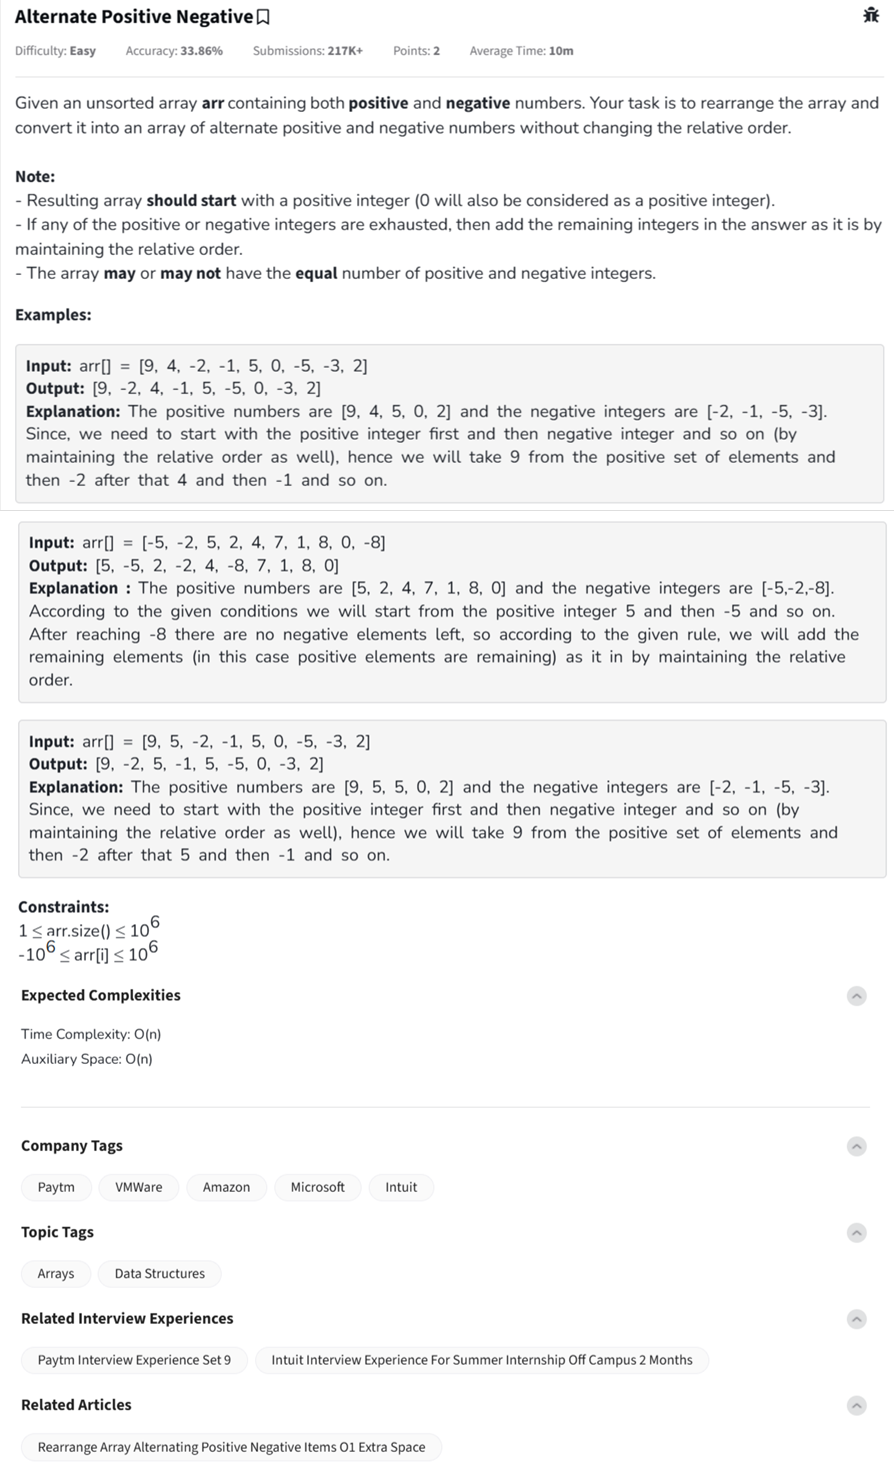 Alternate Positive Negative
Difficulty: Easy Accuracy: 33.86% Submissions: 217K+ Points: 2 Average Time: 10m
Given an unsorted array arr containing both positive and negative numbers. Your task is to rearrange the array and
convert it into an array of alternate positive and negative numbers without changing the relative order.
Note:
- Resulting array should start with a positive integer (0 will also be considered as a positive integer).
- If any of the positive or negative integers are exhausted, then add the remaining integers in the answer as it is by
maintaining the relative order.
- The array may or may not have the equal number of positive and negative integers.
Examples:
Input: arr[] = [9, 4, -2, -1, 5, 0, -5, -3, 2]
Output: [9, -2, 4, -1, 5, -5, 0, -3, 2]
Explanation: The positive numbers are [9, 4, 5, 0, 2] and the negative integers are [-2, -1, -5, -3].
Since, we need to start with the positive integer first and then negative integer and so on (by
maintaining the relative order as well), hence we will take 9 from the positive set of elements and
then -2 after that 4 and then -1 and so on.
Input: arr[] = [-5, -2, 5, 2, 4, 7, 1, 8, 0, -8]
Output: [5, -5, 2, -2, 4, -8, 7, 1, 8, 0]
Explanation : The positive numbers are [5, 2, 4, 7, 1, 8, 0] and the negative integers are [-5,-2,-8].
According to the given conditions we will start from the positive integer 5 and then -5 and so on.
After reaching -8 there are no negative elements left, so according to the given rule, we will add the
remaining elements (in this case positive elements are remaining) as it in by maintaining the relative
order.
Input: arr[] = [9, 5, -2, -1, 5, 0, -5, -3, 2]
Output: [9, -2, 5, -1, 5, -5, 0, -3, 2]
Explanation: The positive numbers are [9, 5, 5, 0, 2] and the negative integers are [-2, -1, -5, -3].
Since, we need to start with the positive integer first and then negative integer and so on (by
maintaining the relative order as well), hence we will take 9 from the positive set of elements and
then -2 after that 5 and then -1 and so on.
Constraints:
1 ≤ arr.size() ≤ 10^6
-10^6 ≤ arr[i] ≤ 10^6
Expected Complexities
Time Complexity: O(n)
Auxiliary Space: O(n)
Company Tags
Paytm VMWare Amazon Microsoft Intuit
Topic Tags
Arrays Data Structures
Related Interview Experiences
Paytm Interview Experience Set 9 Intuit Interview Experience For Summer Internship Off Campus 2 Months
Related Articles
Rearrange Array Alternating Positive Negative Items O1 Extra Space